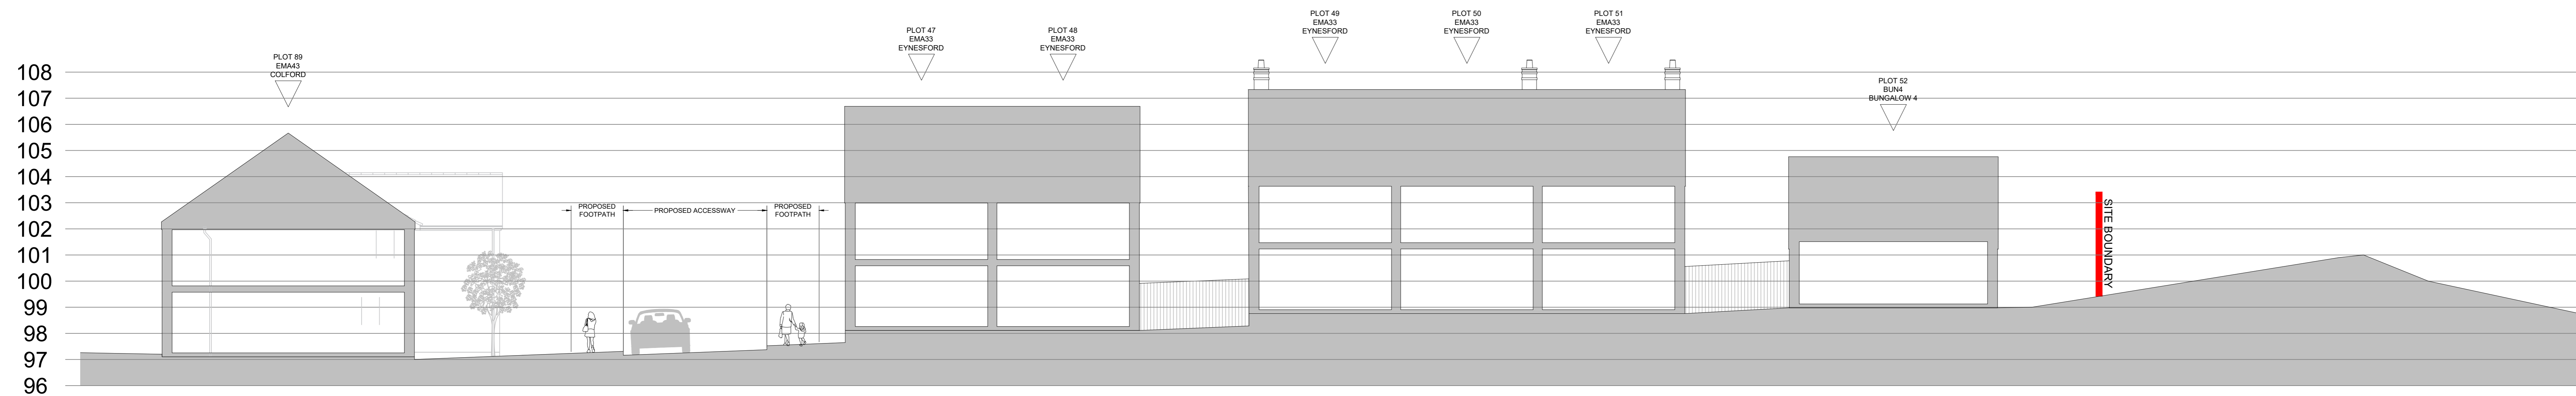 PLOT 89
EMA43
COLFORD
PLOT 47
EMA33
EYNESFORD
PLOT 48
EMA33
EYNESFORD
PLOT 49
EMA33
EYNESFORD
PLOT 50
EMA33
EYNESFORD
PLOT 51
EMA33
EYNESFORD
PLOT 52
BUN4
BUNGALOW 4
108
107
106
105
104
103
102
101
100
99
98
97
96
PROPOSED
FOOTPATH
PROPOSED ACCESSWAY
PROPOSED
FOOTPATH
SITE BOUNDARY